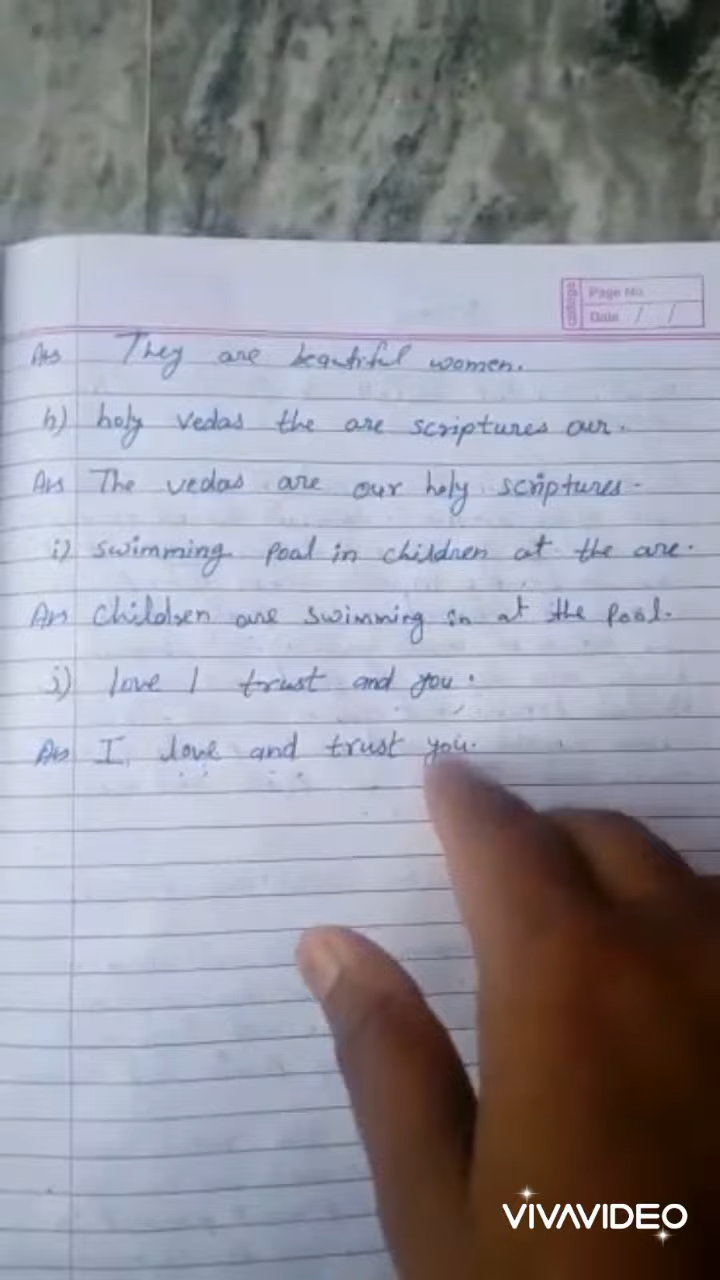 Page No
Date / /
Ans They are beautiful women.
h) holy vedas the are scriptures our.
Ans The vedas are our holy scriptures.
i) swimming poal in children at the are.
Ans Children are swimming in at the pool.
j) love I trust and you.
Ans I love and trust you.
VIVAVIDEO